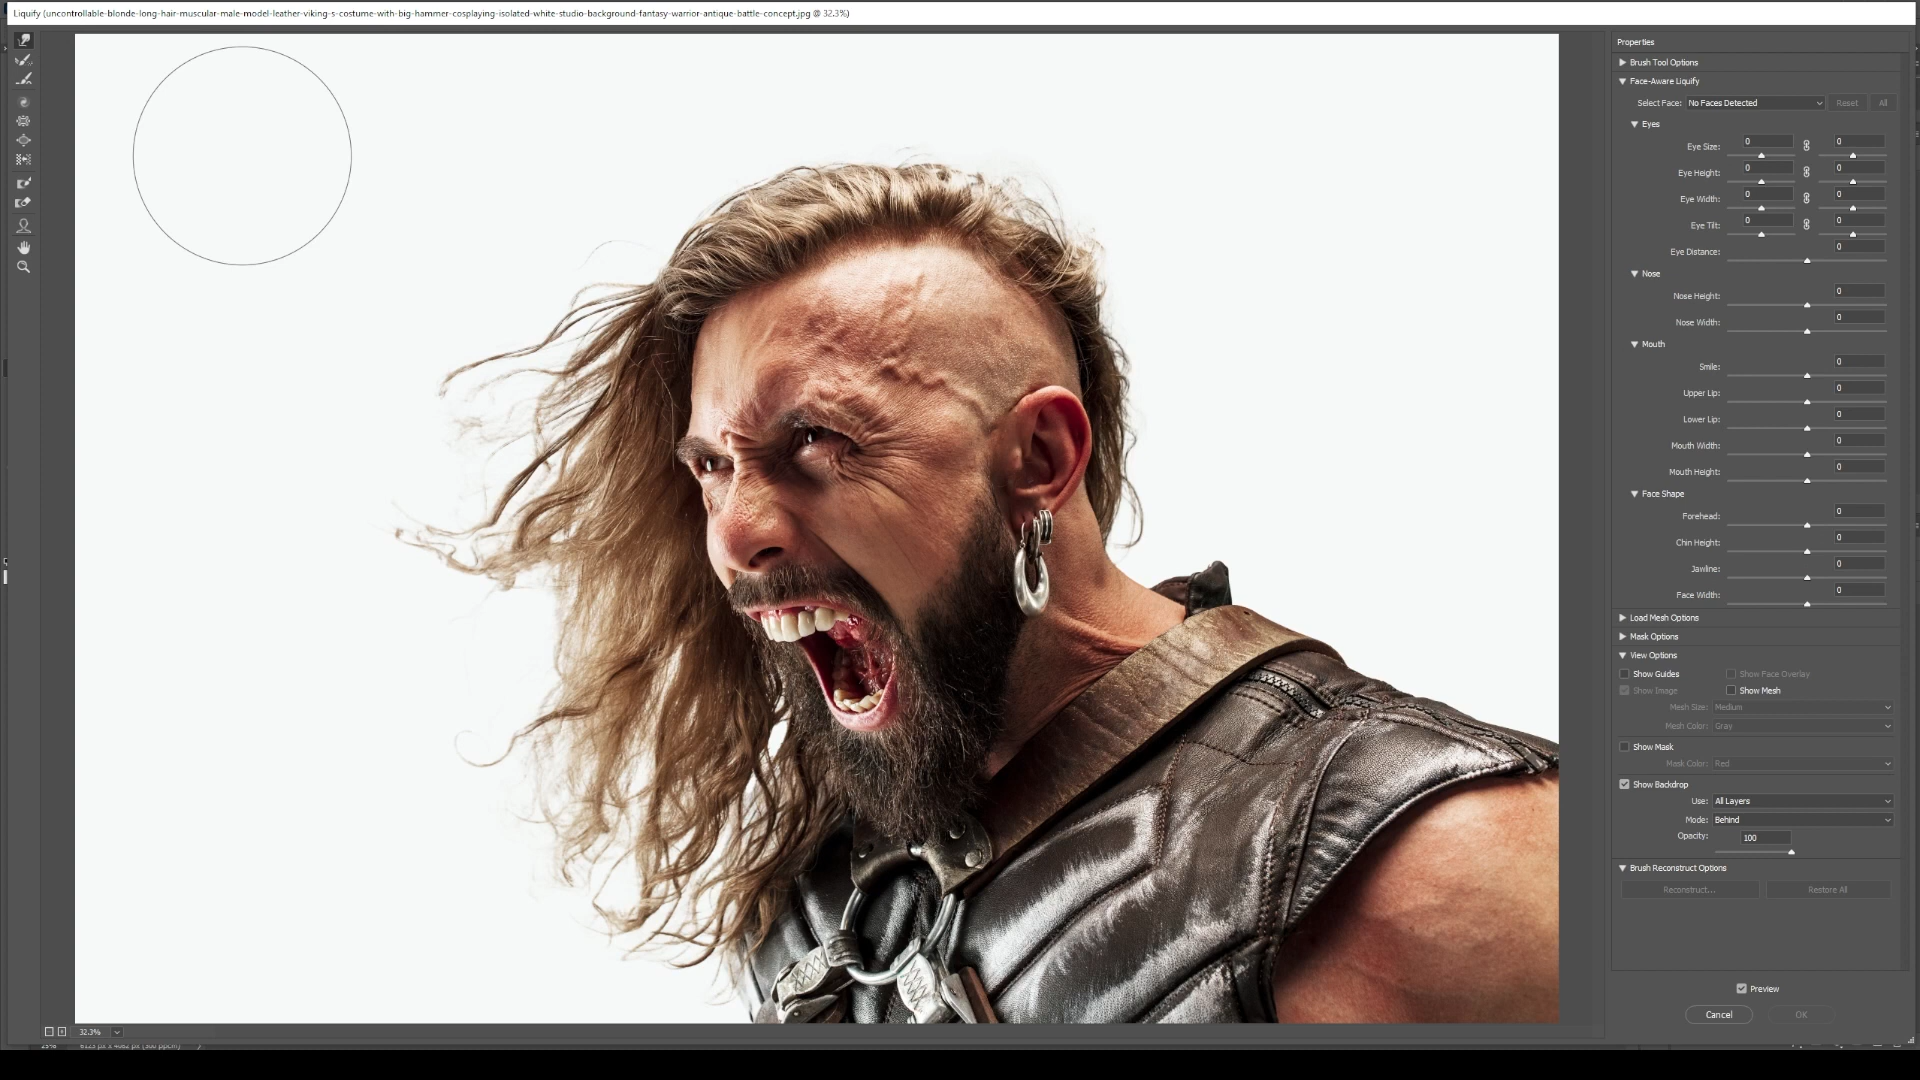 Liquify (uncontrollable-blonde-long-hair-muscular-male-model-leather-viking-s-costume-with-big-hammer-cosplaying-isolated-white-studio-background-fantasy-warrior-antique-battle-concept.jpg @ 32.3%)
Properties
Brush Tool Options
Face-Aware Liquify
Select Face: No Faces Detected Reset All
Eyes
Eye Size: 0 0
Eye Height: 0 0
Eye Width: 0 0
Eye Tilt: 0 0
Eye Distance: 0
Nose
Nose Height: 0
Nose Width: 0
Mouth
Smile: 0
Upper Lip: 0
Lower Lip: 0
Mouth Width: 0
Mouth Height: 0
Face Shape
Forehead: 0
Chin Height: 0
Jawline: 0
Face Width: 0
Load Mesh Options
Mask Options
View Options
Show Guides Show Face Overlay
Show Image Show Mesh
Mesh Size: Medium
Mesh Color: Gray
Show Mask
Mask Color: Red
Show Backdrop
Use: All Layers
Mode: Behind
Opacity: 100
Brush Reconstruct Options
Reconstruct... Restore All
Preview
Cancel OK
32.3%